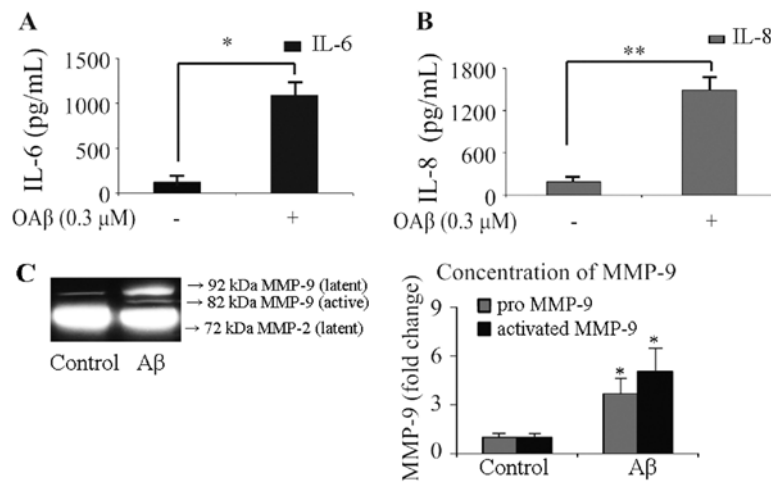 A
IL-6
*
IL-6 (pg/mL)
1500
1000
500
0
OAβ (0.3 μM)
-
+
B
IL-8
**
IL-8 (pg/mL)
1800
1200
600
0
OAβ (0.3 μM)
-
+
C
→ 92 kDa MMP-9 (latent)
→ 82 kDa MMP-9 (active)
→ 72 kDa MMP-2 (latent)
Control Aβ
Concentration of MMP-9
MMP-9 (fold change)
9
6
3
0
pro MMP-9
activated MMP-9
* *
Control Aβ